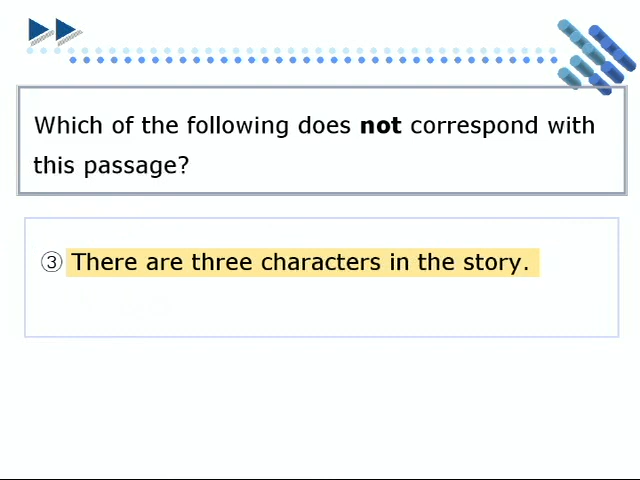 Which of the following does not correspond with
this passage?
③ There are three characters in the story.